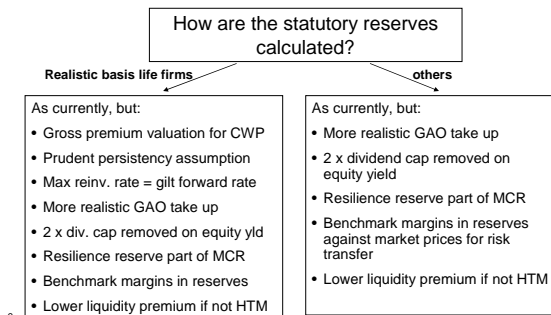 How are the statutory reserves
calculated?
Realistic basis life firms
others
As currently, but:
• Gross premium valuation for CWP
• Prudent persistency assumption
• Max reinv. rate = gilt forward rate
• More realistic GAO take up
• 2 x div. cap removed on equity yld
• Resilience reserve part of MCR
• Benchmark margins in reserves
• Lower liquidity premium if not HTM
As currently, but:
• More realistic GAO take up
• 2 x dividend cap removed on
equity yield
• Resilience reserve part of MCR
• Benchmark margins in reserves
against market prices for risk
transfer
• Lower liquidity premium if not HTM